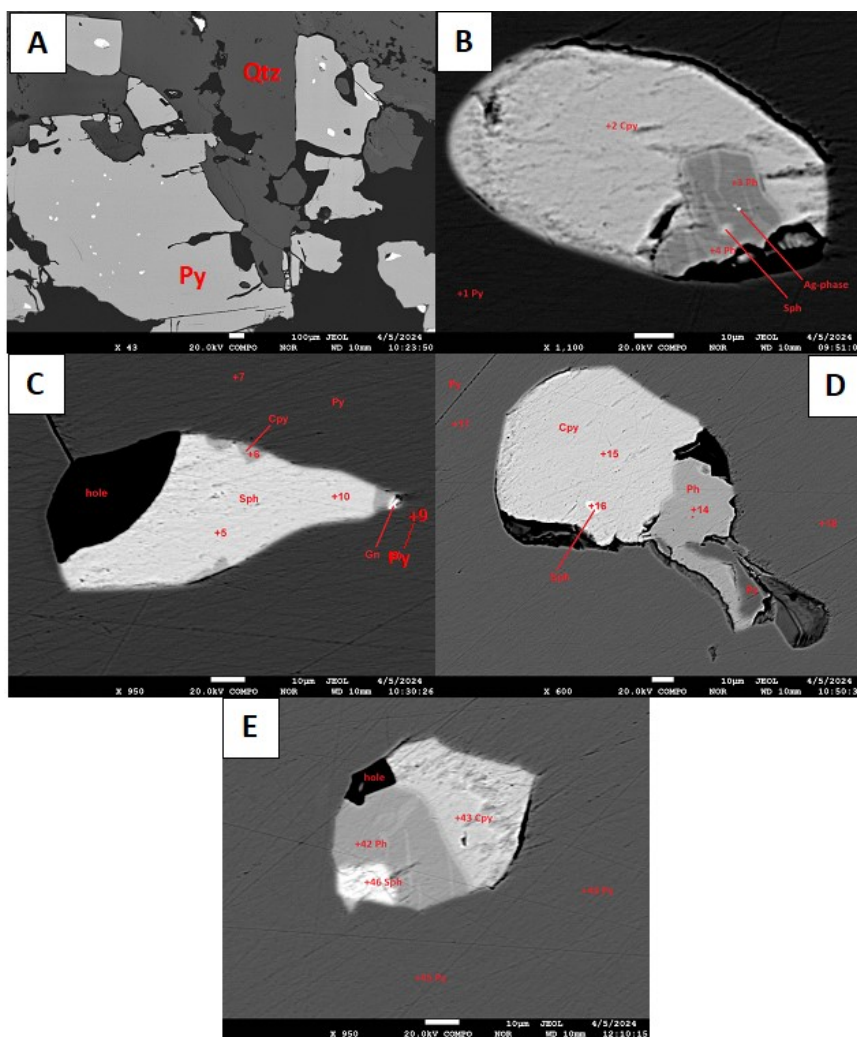 A
Qtz
Py
100µm JEOL 4/5/2024
X 43 20.0kV COMPO NOR WD 10mm 10:23:50
B
+2 Cpy
+3 Ph
+4 Ph
Ag-phase
Sph
+1 Py
10µm JEOL 4/5/2024
X 1,100 20.0kV COMPO NOR WD 10mm 09:51:0
C
+7
Py
Cpy
+6
hole
Sph
+10
+5
+9
Gn
Py
10µm JEOL 4/5/2024
X 950 20.0kV COMPO NOR WD 10mm 10:30:26
D
Py
Cpy
+15
Ph
+14
+16
Sph
10µm JEOL 4/5/2024
X 600 20.0kV COMPO NOR WD 10mm 10:50:3
E
hole
+43 Cpy
+42 Ph
+46 Sph
10µm JEOL 4/5/2024
X 950 20.0kV COMPO NOR WD 10mm 12:10:15